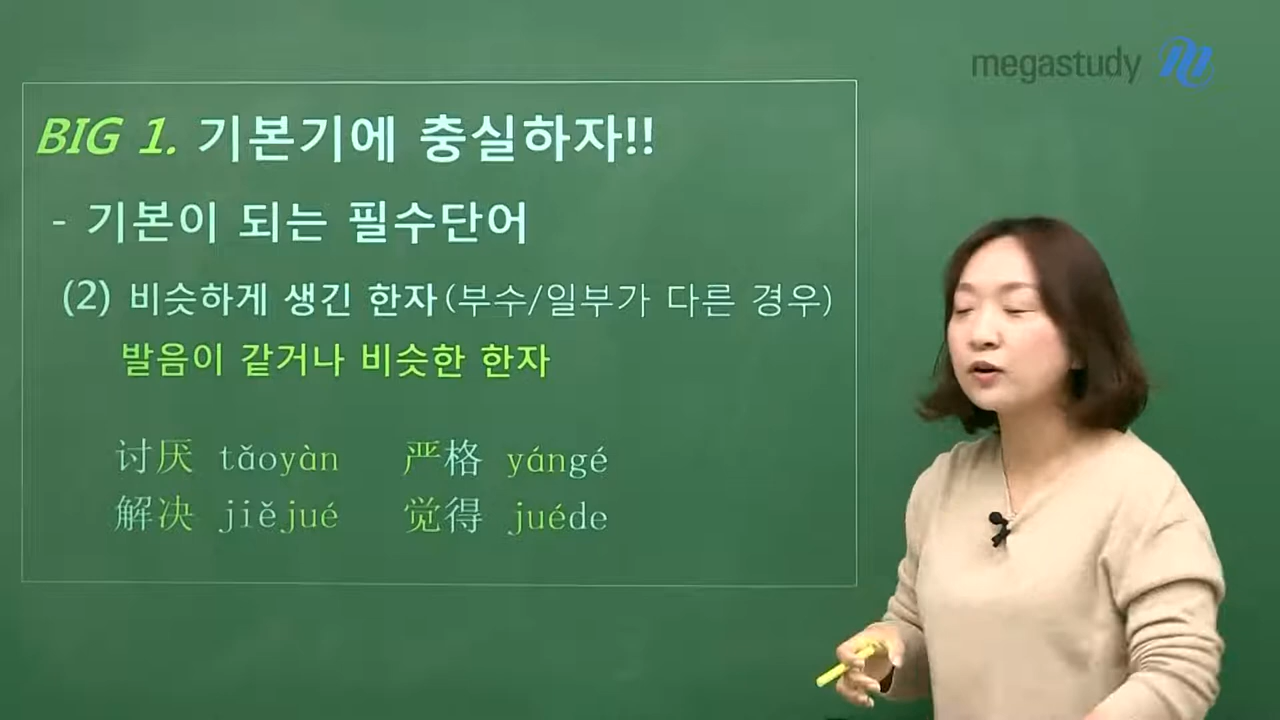 megastudy
BIG 1. 기본기에 충실하자!!
- 기본이 되는 필수단어
(2) 비슷하게 생긴 한자(부수/일부가 다른 경우)
발음이 같거나 비슷한 한자
讨厌 tǎoyàn 严格 yángé
解决 jiějué 觉得 juéde